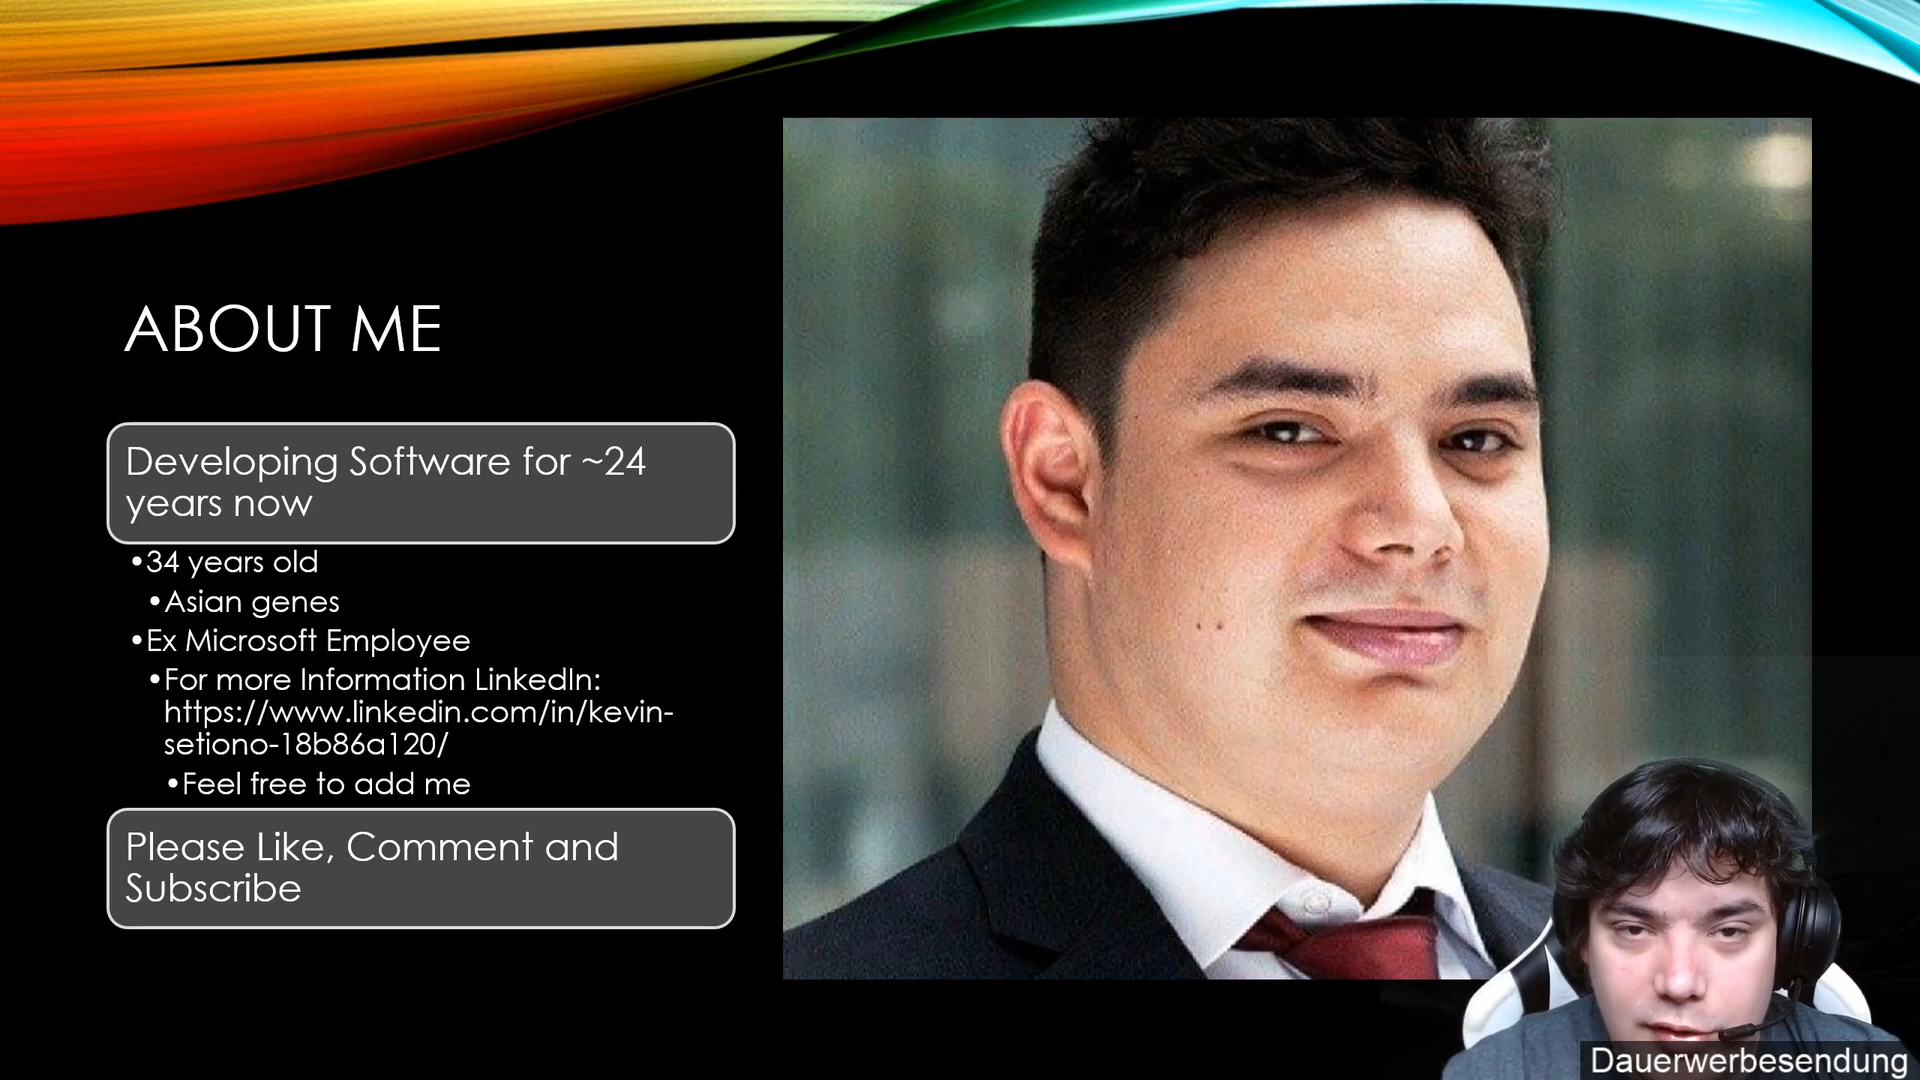 ABOUT ME
Developing Software for ~24
years now
•34 years old
•Asian genes
•Ex Microsoft Employee
•For more Information LinkedIn:
https://www.linkedin.com/in/kevin-
setiono-18b86a120/
•Feel free to add me
Please Like, Comment and
Subscribe
Dauerwerbesendung